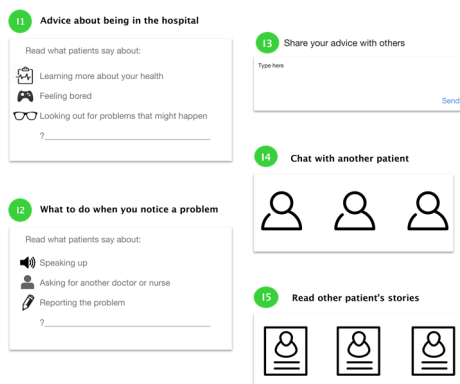 I1 Advice about being in the hospital
Read what patients say about:
Learning more about your health
Feeling bored
Looking out for problems that might happen
?
I2 What to do when you notice a problem
Read what patients say about:
Speaking up
Asking for another doctor or nurse
Reporting the problem
?
I3 Share your advice with others
Type here
Send
I4 Chat with another patient
I5 Read other patient's stories